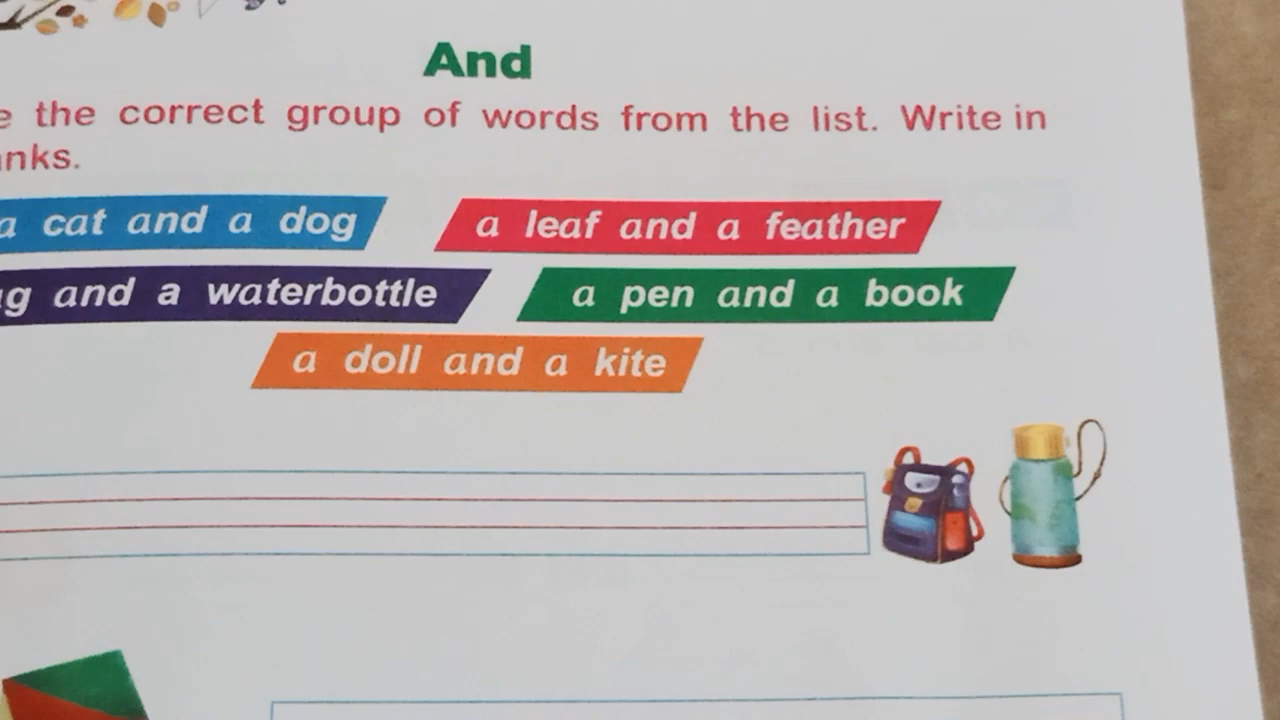 And
the correct group of words from the list. Write in
a cat and a dog
a leaf and a feather
and a waterbottle
a pen and a book
a doll and a kite